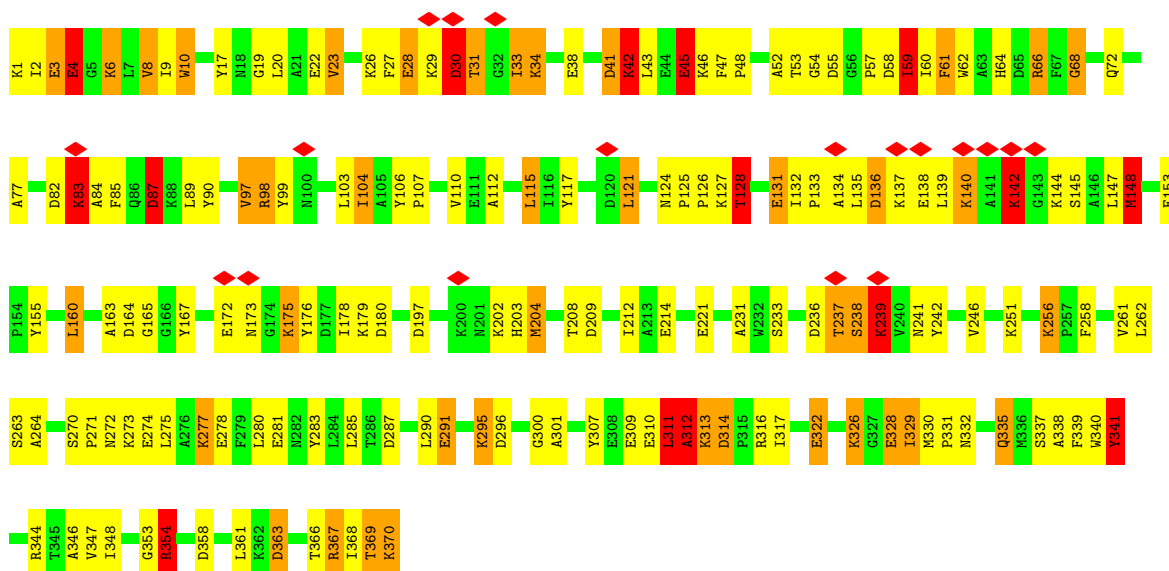 K1 I2 E3 E4 G5 K6 L7 V8 I9 W10 Y17 N18 G19 L20 A21 E22 V23 K26 F27 E28 K29 D30 T31 G32 I33 K34 E38 D41 K42 L43 E44 E45 K46 F47 P48 A52 T53 G54 D55 G56 P57 D58 I59 I60 F61 W62 A63 H64 D65 R66 F67 G68 Q72
A77 D82 K83 A84 F85 Q86 D87 K88 L89 Y90 V97 R98 Y99 N100 L103 I104 A105 Y106 P107 V110 E111 A112 L115 I116 Y117 D120 L121 N124 P125 P126 K127 T128 E131 I132 P133 A134 L135 D136 K137 E138 L139 K140 A141 K142 G143 K144 S145 A146 L147 M148 F153
P154 Y155 L160 A163 D164 G165 G166 Y167 E172 N173 G174 K175 Y176 D177 I178 K179 D180 D197 K200 N201 K202 H203 M204 T208 D209 I212 A213 E214 E221 A231 W232 S233 D236 T237 S238 K239 V240 N241 Y242 V246 K251 K256 P257 F258 V261 L262
S263 A264 S270 P271 N272 K273 E274 L275 A276 K277 E278 F279 L280 E281 N282 Y283 L284 L285 T286 D287 L290 E291 K295 D296 G300 A301 Y307 E308 E309 E310 L311 A312 K313 D314 P315 R316 I317 E322 K326 G327 E328 I329 M330 P331 N332 Q335 M336 S337 A338 F339 W340 Y341
R344 T345 A346 V347 I348 G353 R354 D358 L361 K362 D363 T366 R367 I368 T369 K370